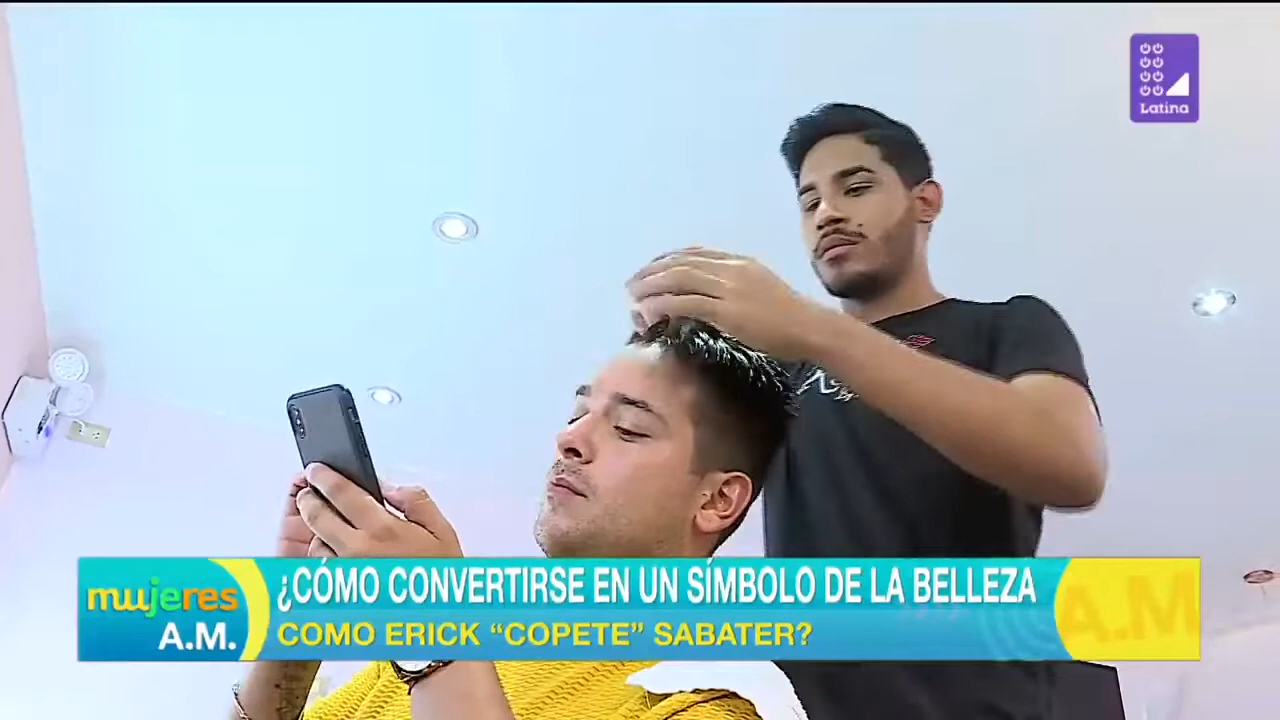 Latina
¿CÓMO CONVERTIRSE EN UN SÍMBOLO DE LA BELLEZA
COMO ERICK “COPETE” SABATER?
mujeres
A.M.
A.M